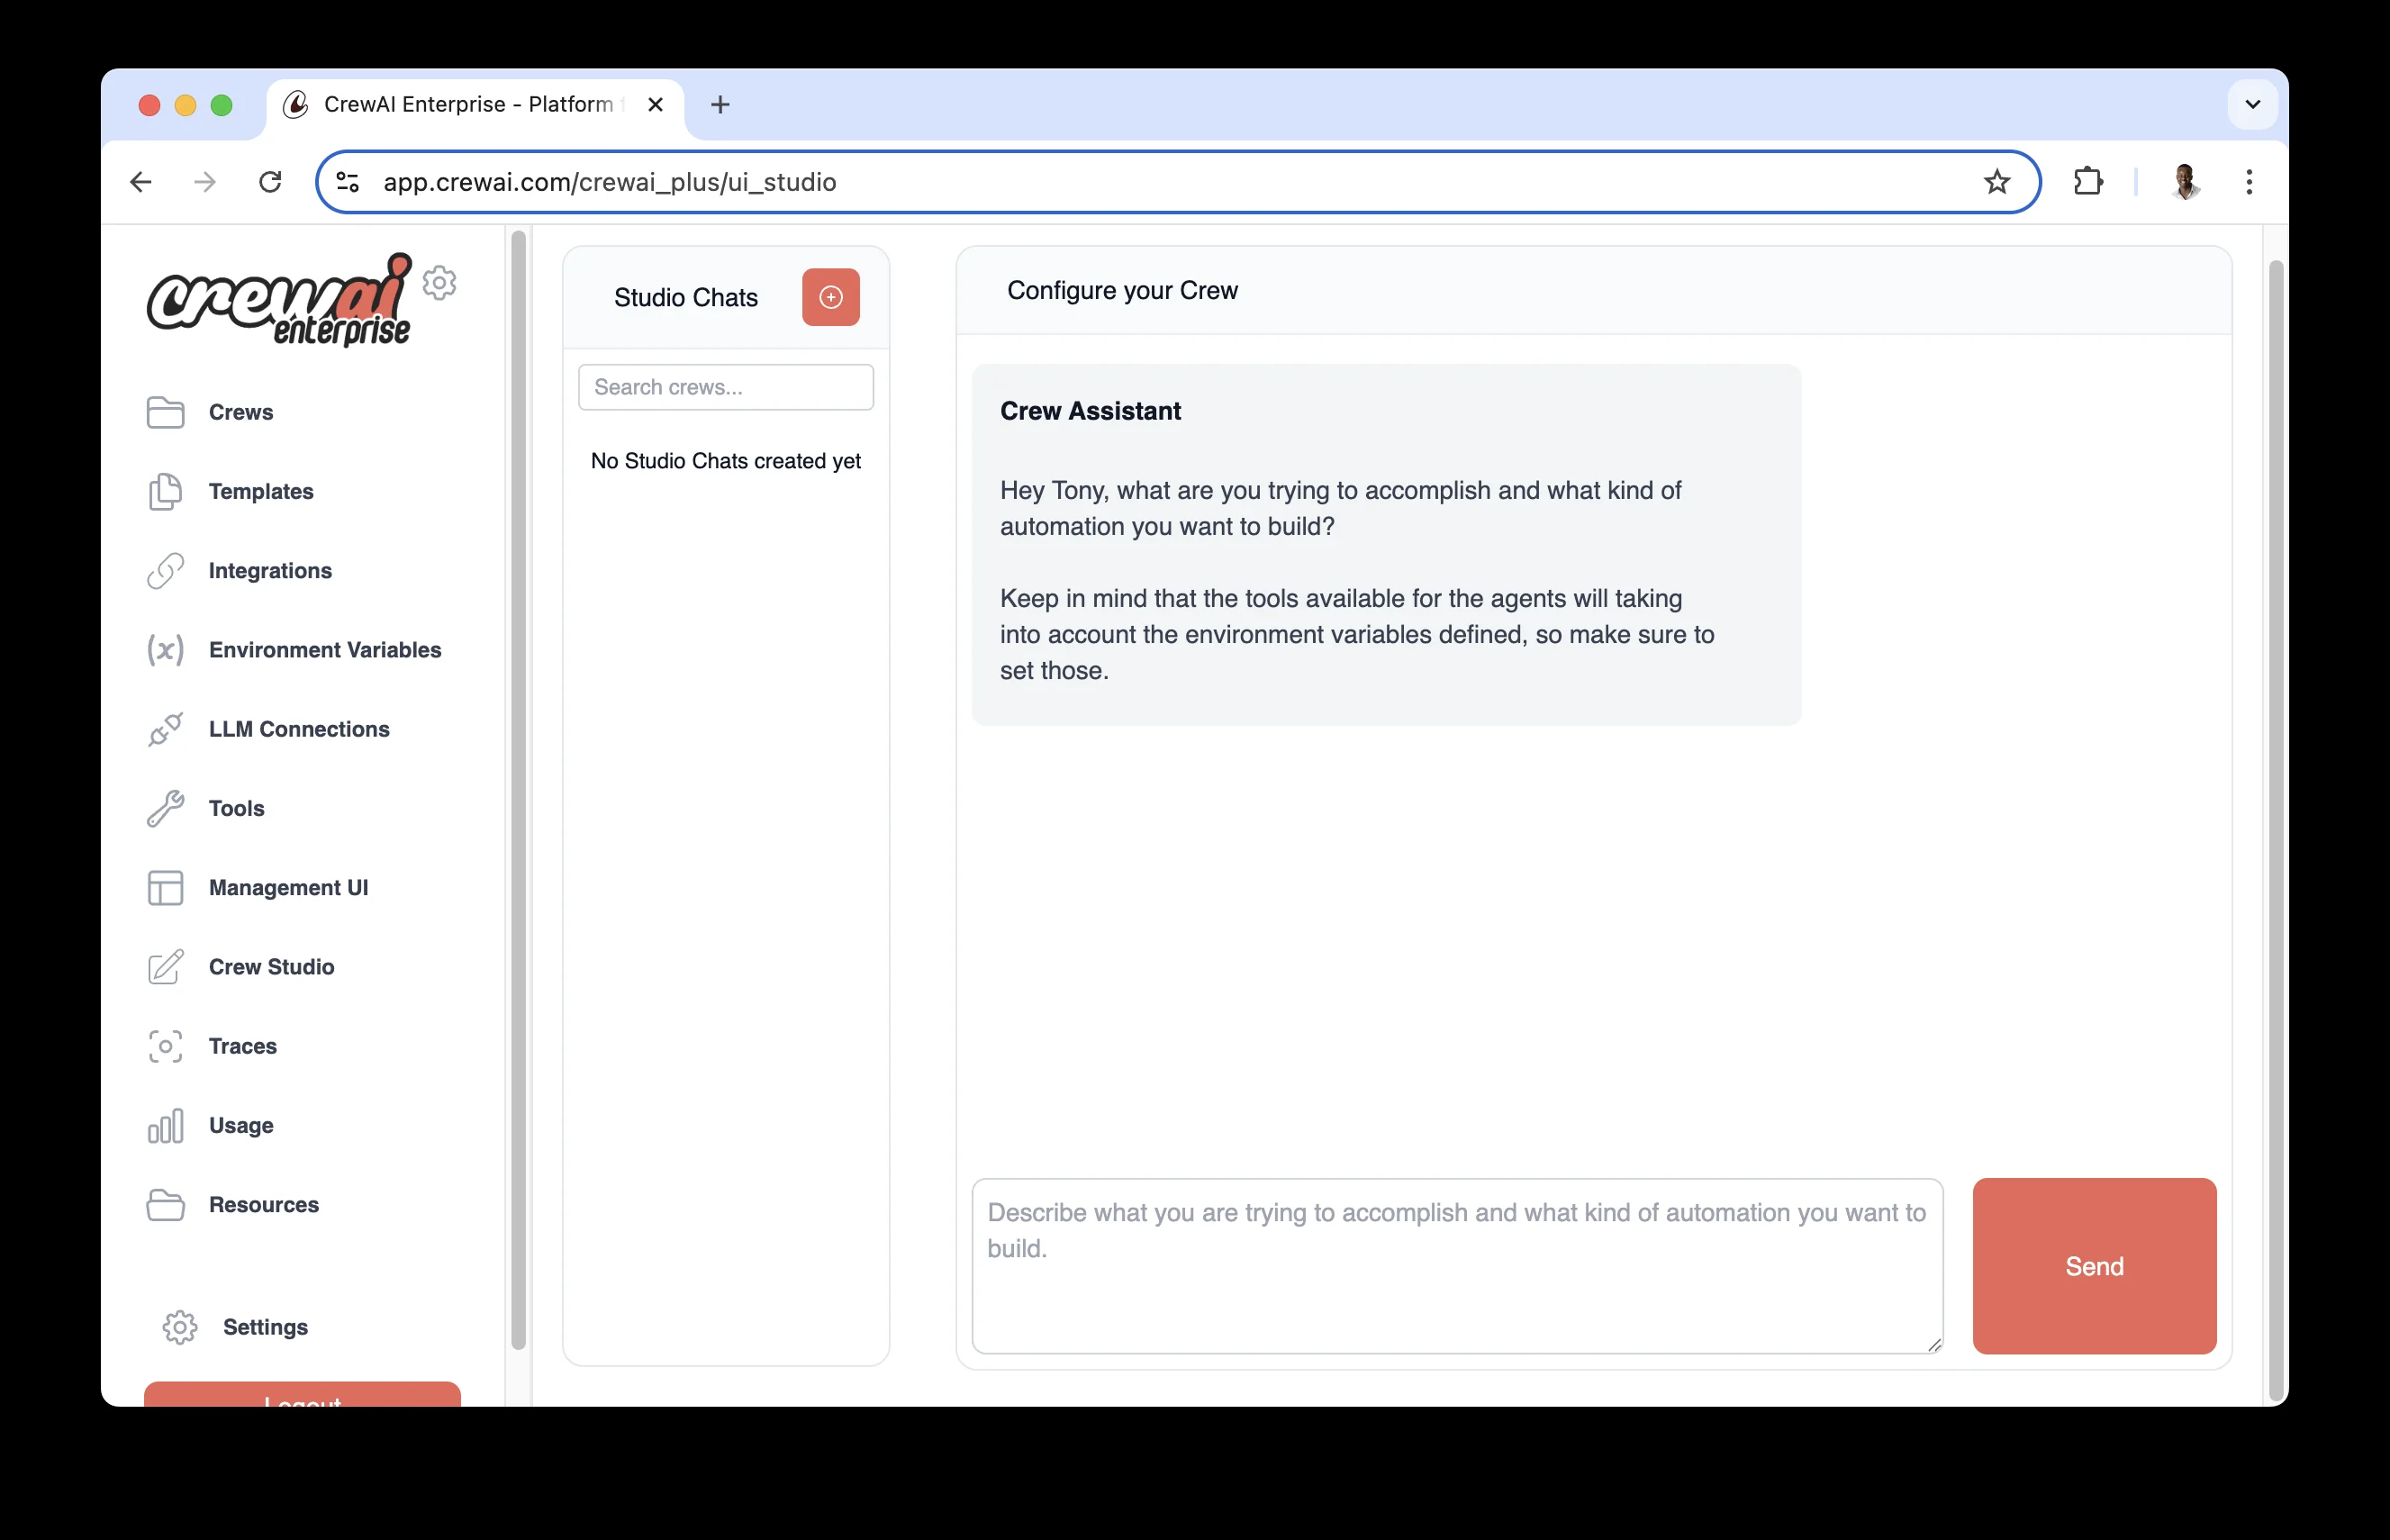 CrewAI Enterprise - Platform
app.crewai.com/crewai_plus/ui_studio
crewai
enterprise
Crews
Templates
Integrations
(x) Environment Variables
LLM Connections
Tools
Management UI
Crew Studio
Traces
Usage
Resources
Settings
Logout
Studio Chats
Search crews...
No Studio Chats created yet
Configure your Crew
Crew Assistant
Hey Tony, what are you trying to accomplish and what kind of
automation you want to build?
Keep in mind that the tools available for the agents will taking
into account the environment variables defined, so make sure to
set those.
Describe what you are trying to accomplish and what kind of automation you want to
build.
Send